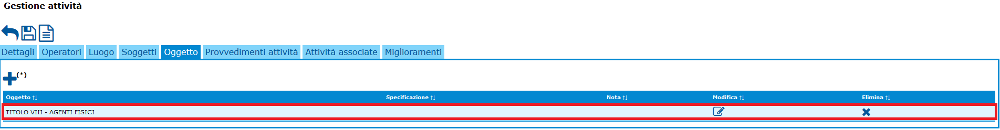 Gestione attività
Dettagli Operatori Luogo Soggetti Oggetto Provvedimenti attività Attività associate Miglioramenti
(*)
Oggetto ↑↓ Specificazione ↑↓ Nota ↑↓ Modifica ↑↓ Elimina ↑↓
TITOLO VIII - AGENTI FISICI